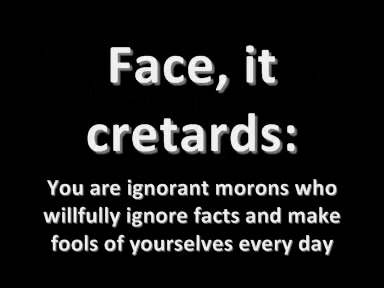 Face, it
cretards:
You are ignorant morons who
willfully ignore facts and make
fools of yourselves every day